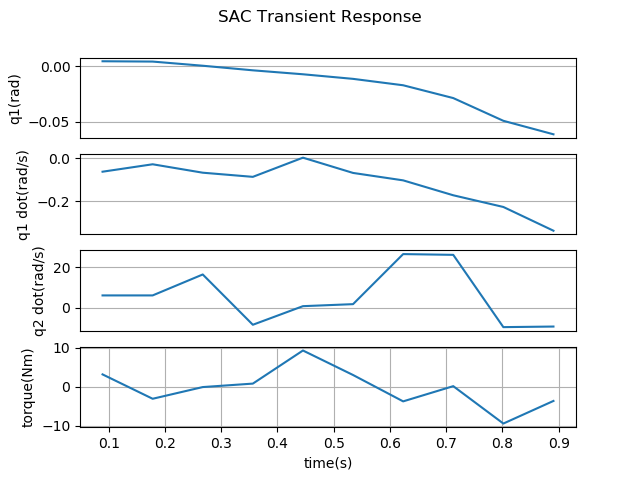 SAC Transient Response
0.00
−0.05
q1(rad)
0.0
−0.2
q1 dot(rad/s)
20
0
q2 dot(rad/s)
10
0
−10
torque(Nm)
0.1 0.2 0.3 0.4 0.5 0.6 0.7 0.8 0.9
time(s)